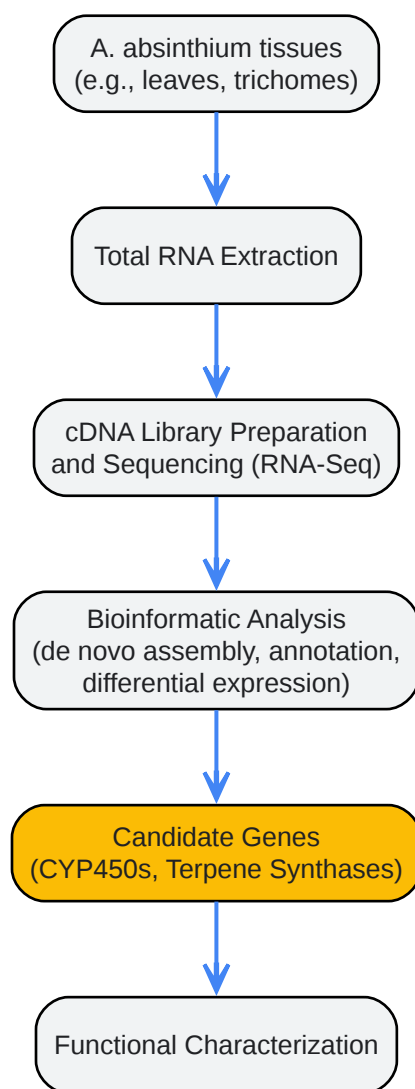 A. absinthium tissues
(e.g., leaves, trichomes)
Total RNA Extraction
cDNA Library Preparation
and Sequencing (RNA-Seq)
Bioinformatic Analysis
(de novo assembly, annotation,
differential expression)
Candidate Genes
(CYP450s, Terpene Synthases)
Functional Characterization